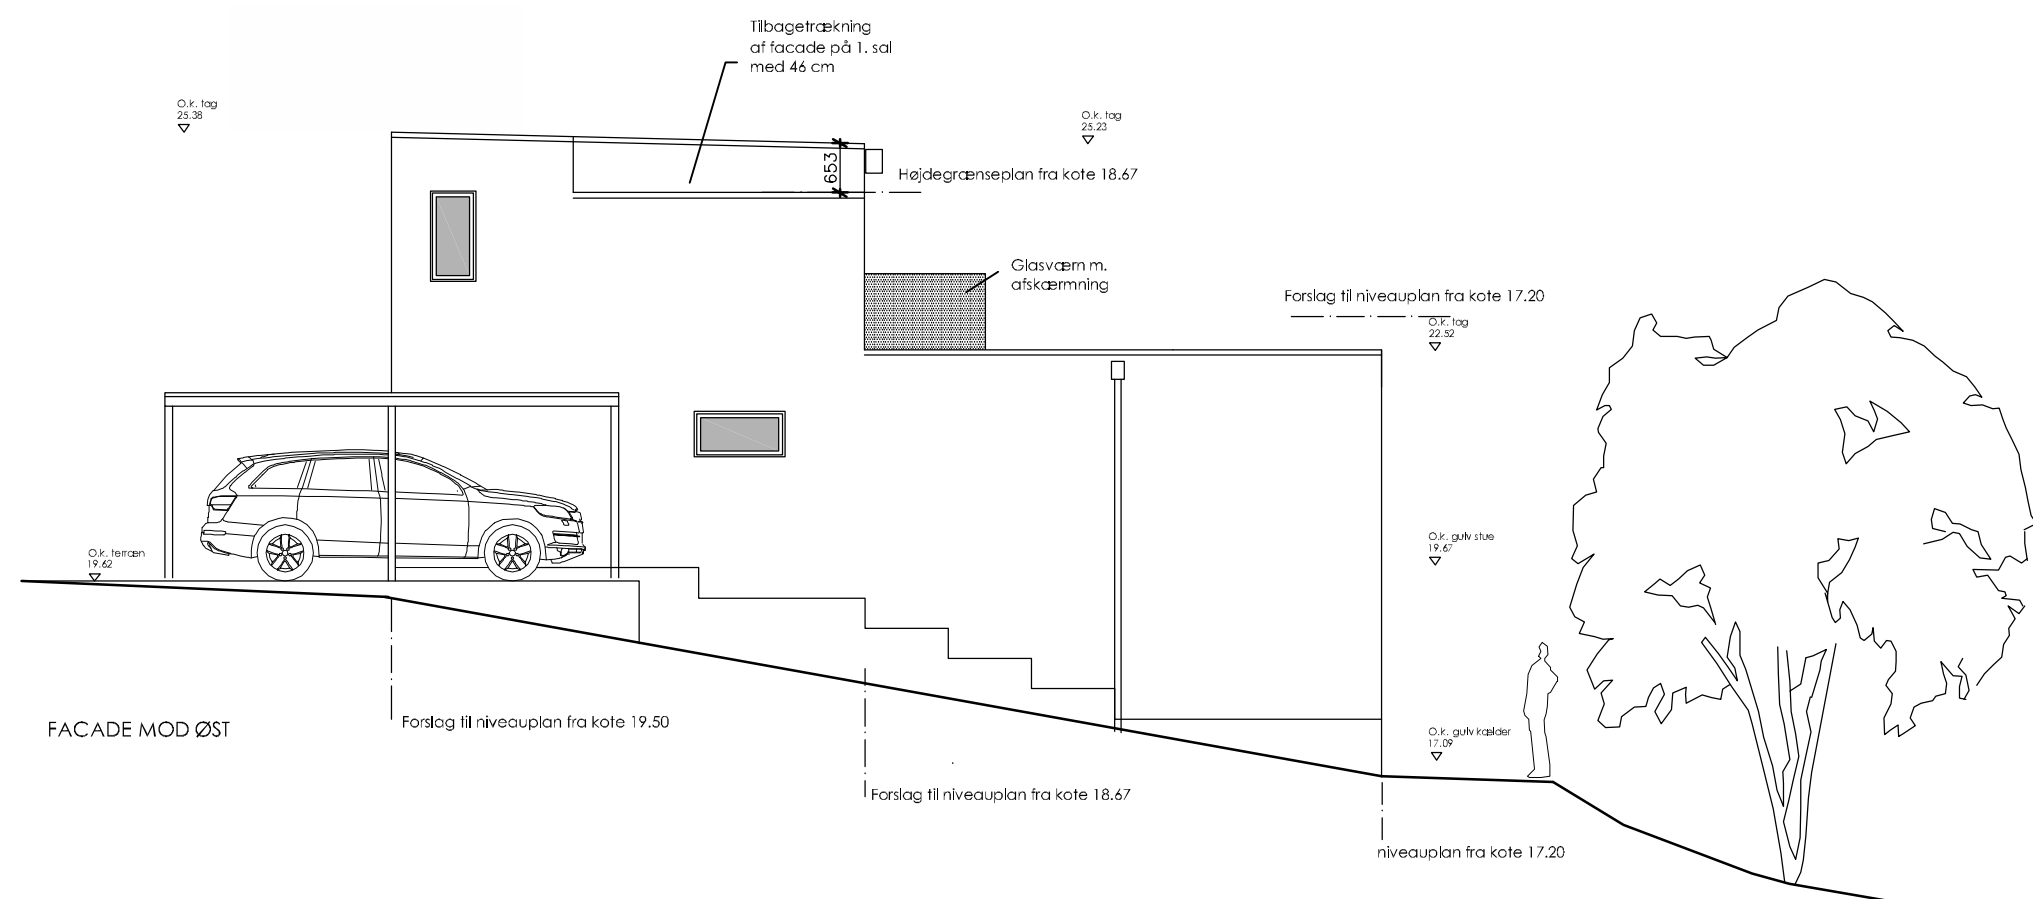 Tilbagetrækning
af facade på 1. sal
med 46 cm
O.k. tag
25.38
O.k. tag
25.23
653
Højdegrænseplan fra kote 18.67
Glasværn m.
afskærmning
Forslag til niveauplan fra kote 17.20
O.k. tag
22.52
O.k. terræn
19.62
O.k. gulv stue
19.67
FACADE MOD ØST
Forslag til niveauplan fra kote 19.50
O.k. gulv kælder
17.09
Forslag til niveauplan fra kote 18.67
niveauplan fra kote 17.20